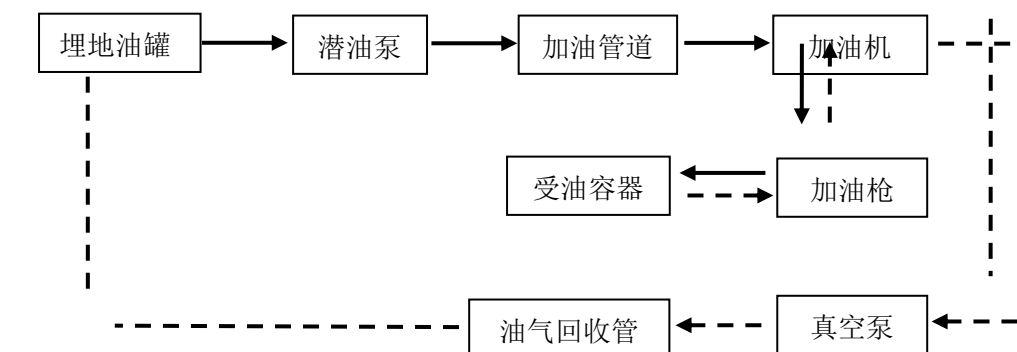 埋地油罐
潜油泵
加油管道
加油机
受油容器
加油枪
油气回收管
真空泵